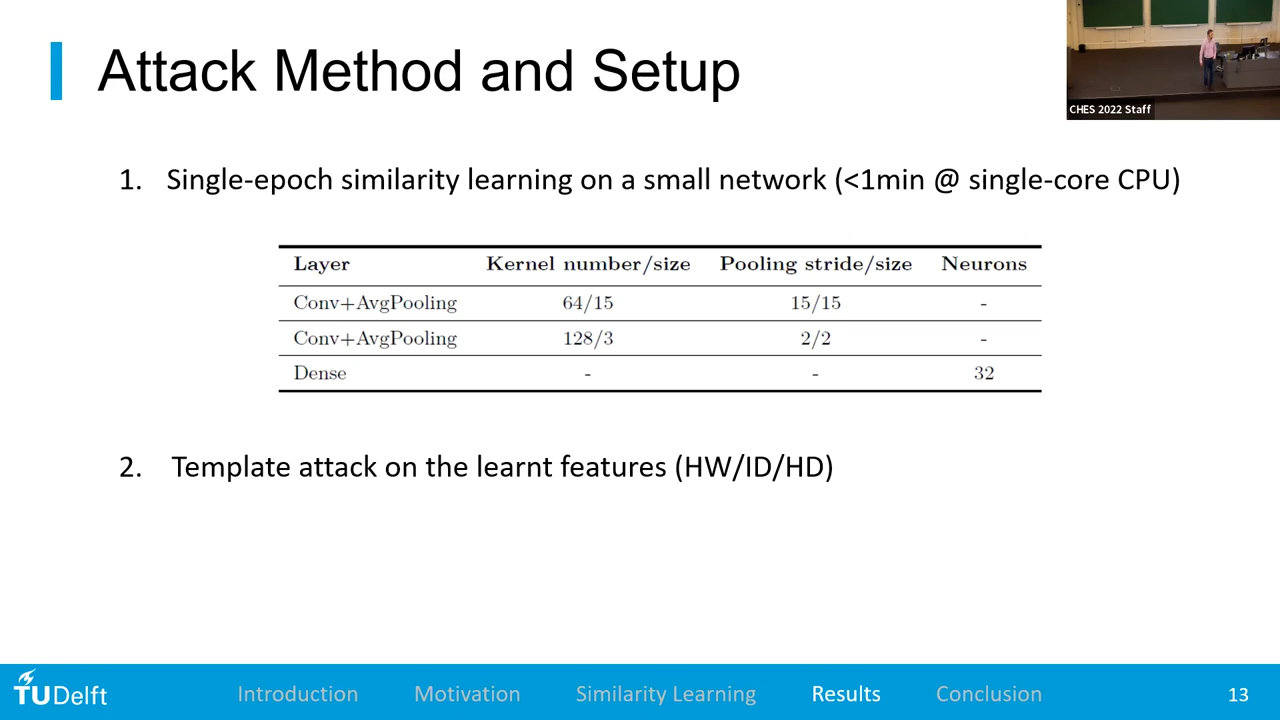 Attack Method and Setup
CHES 2022 Staff
1. Single-epoch similarity learning on a small network (<1min @ single-core CPU)
Layer Kernel number/size Pooling stride/size Neurons
Conv+AvgPooling 64/15 15/15 -
Conv+AvgPooling 128/3 2/2 -
Dense - - 32
2. Template attack on the learnt features (HW/ID/HD)
TUDelft Introduction Motivation Similarity Learning Results Conclusion 13